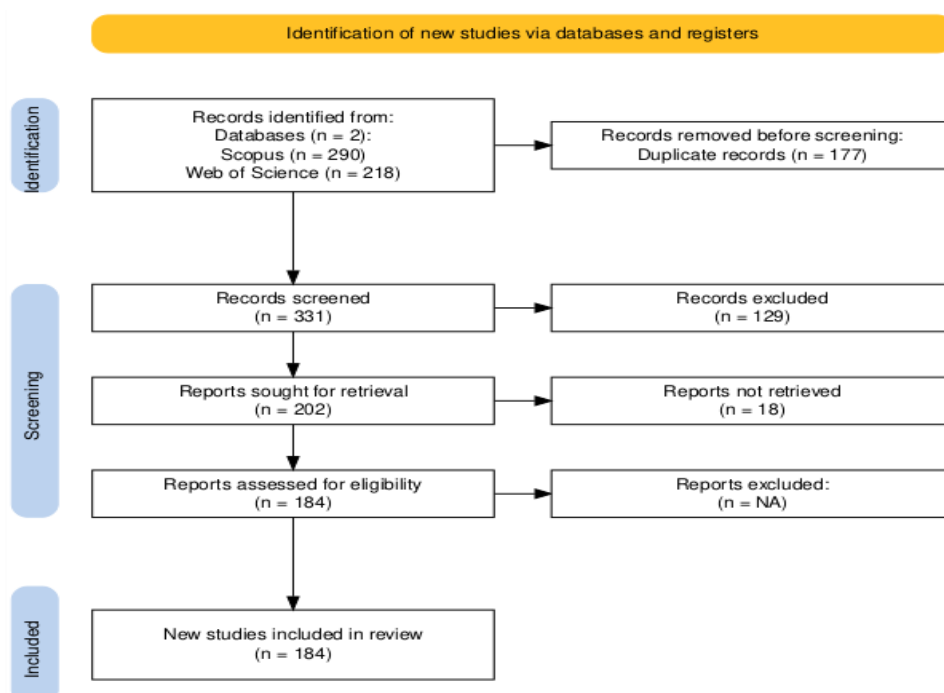 Identification of new studies via databases and registers
Identification
Records identified from:
Databases (n = 2):
Scopus (n = 290)
Web of Science (n = 218)
Records removed before screening:
Duplicate records (n = 177)
Screening
Records screened
(n = 331)
Records excluded
(n = 129)
Reports sought for retrieval
(n = 202)
Reports not retrieved
(n = 18)
Reports assessed for eligibility
(n = 184)
Reports excluded:
(n = NA)
Included
New studies included in review
(n = 184)